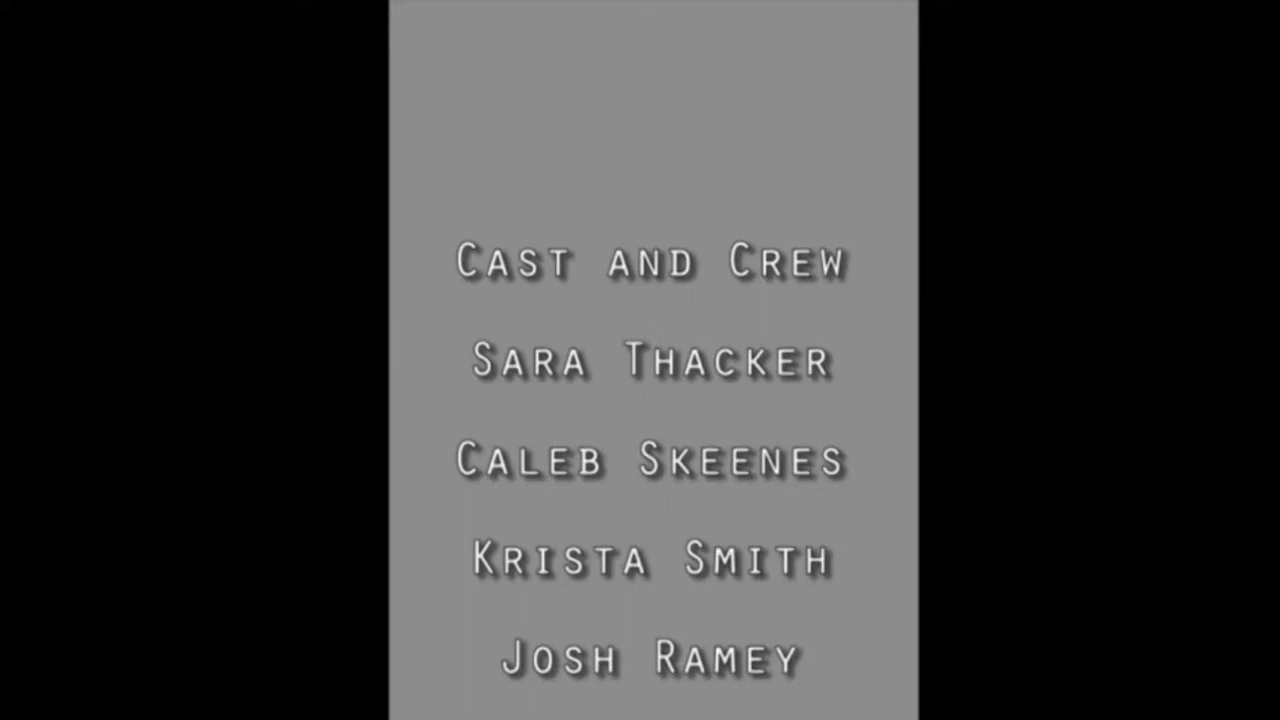 Cast and Crew
Sara Thacker
Caleb Skeenes
Krista Smith
Josh Ramey